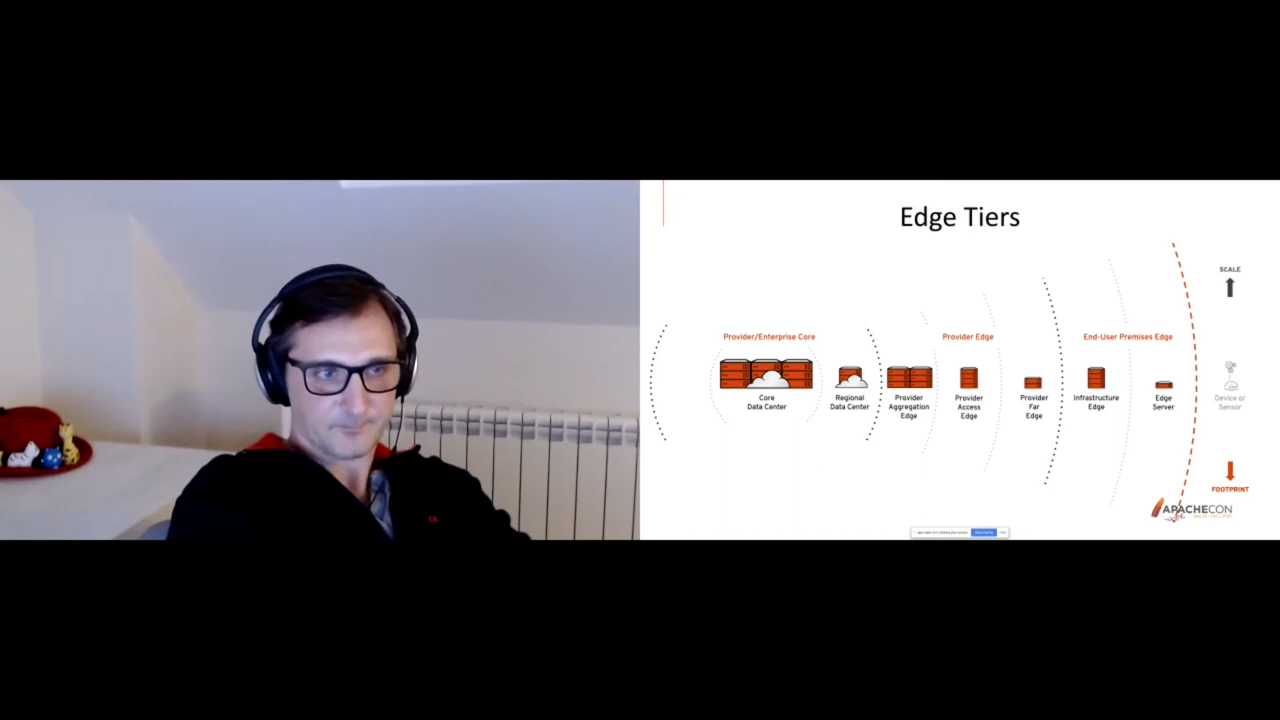 Edge Tiers
SCALE
Provider/Enterprise Core
Provider Edge
End-User Premises Edge
Core
Data Center
Regional
Data Center
Provider
Aggregation
Edge
Provider
Access
Edge
Provider
Far
Edge
Infrastructure
Edge
Edge
Server
Device or
Sensor
FOOTPRINT
APACHECON